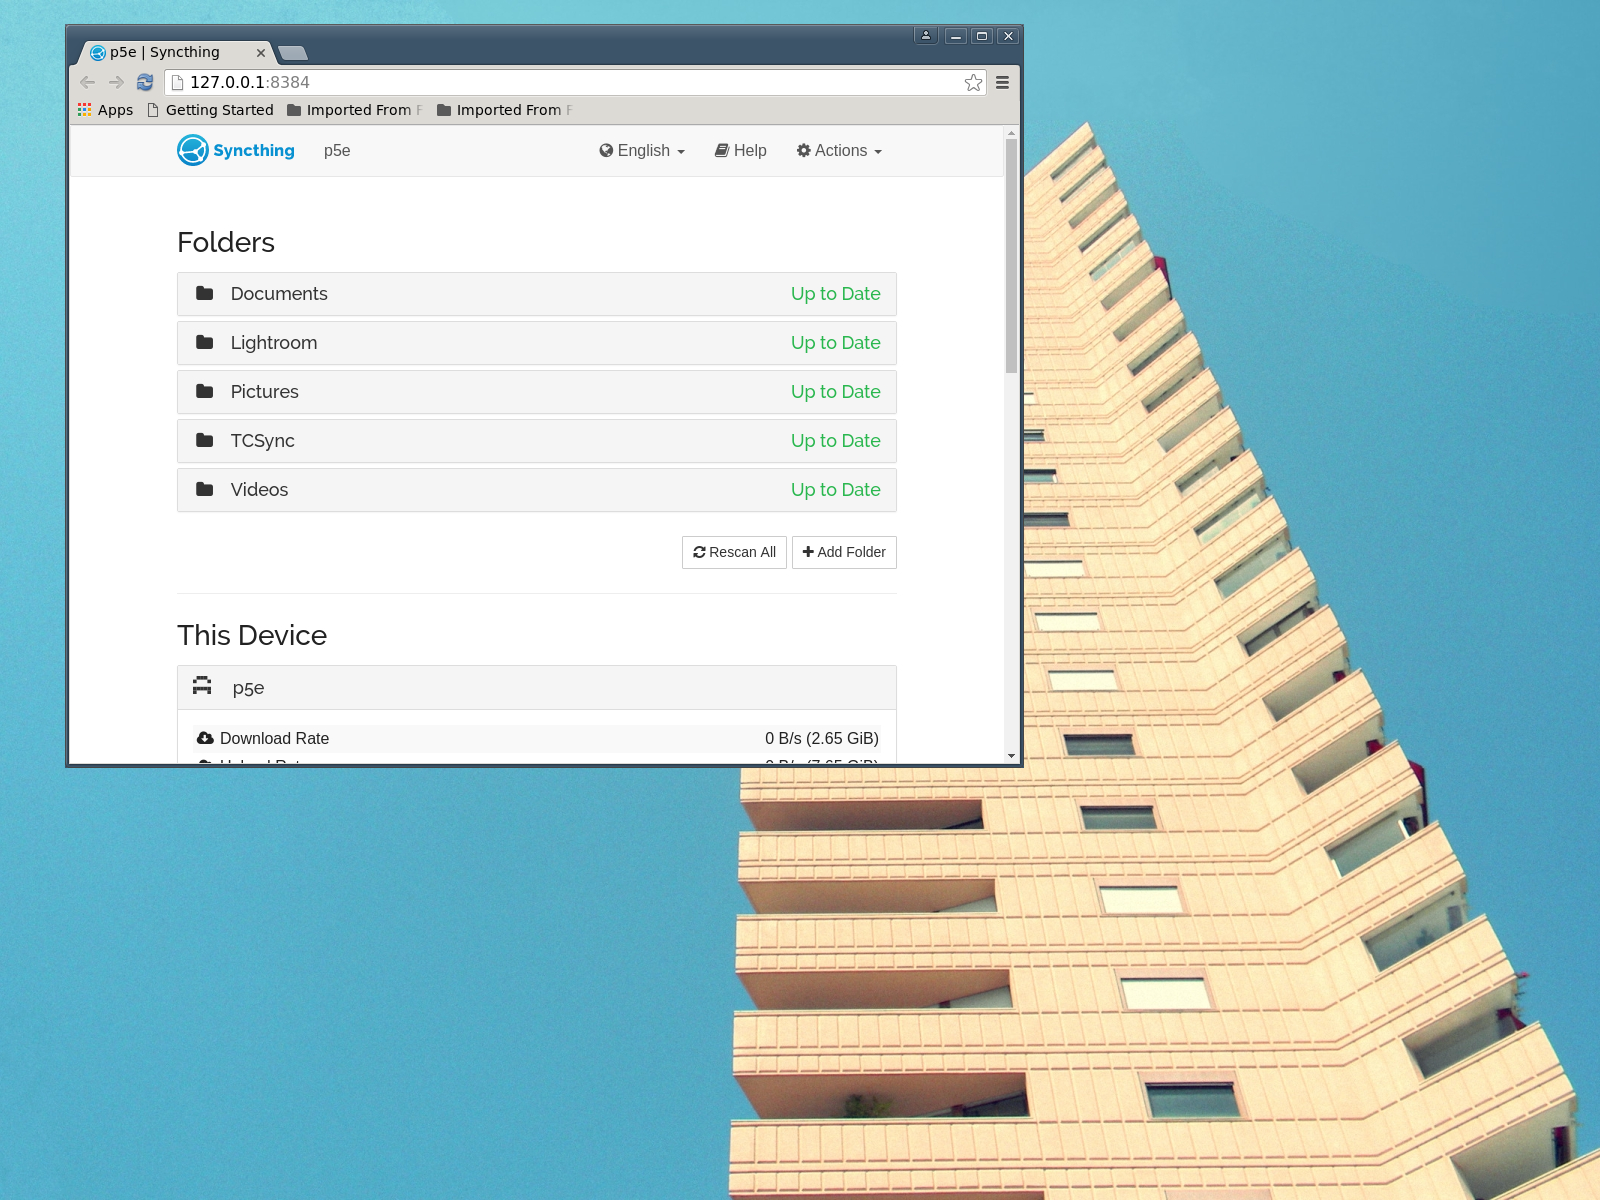 p5e | Syncthing
127.0.0.1:8384
Apps Getting Started Imported From F Imported From F
Syncthing p5e English Help Actions
Folders
Documents Up to Date
Lightroom Up to Date
Pictures Up to Date
TCSync Up to Date
Videos Up to Date
Rescan All Add Folder
This Device
p5e
Download Rate 0 B/s (2.65 GiB)